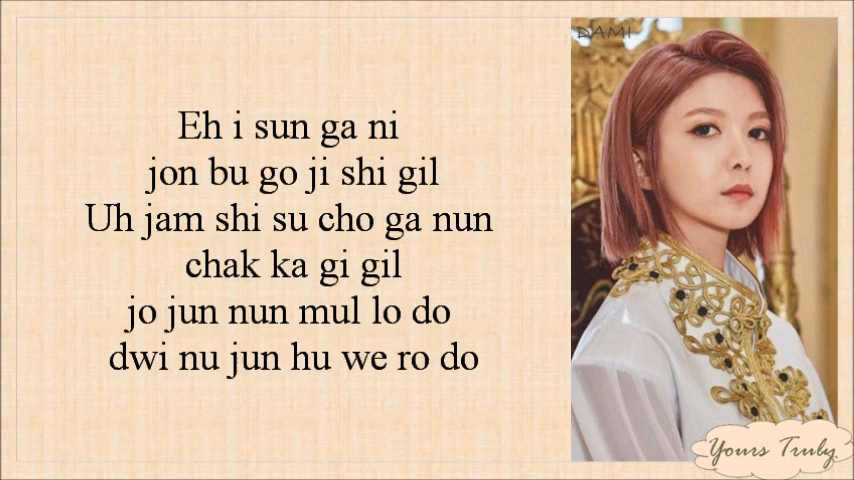 DAMI
Eh i sun ga ni
jon bu go ji shi gil
Uh jam shi su cho ga nun
chak ka gi gil
jo jun nun mul lo do
dwi nu jun hu we ro do
Yours Truly